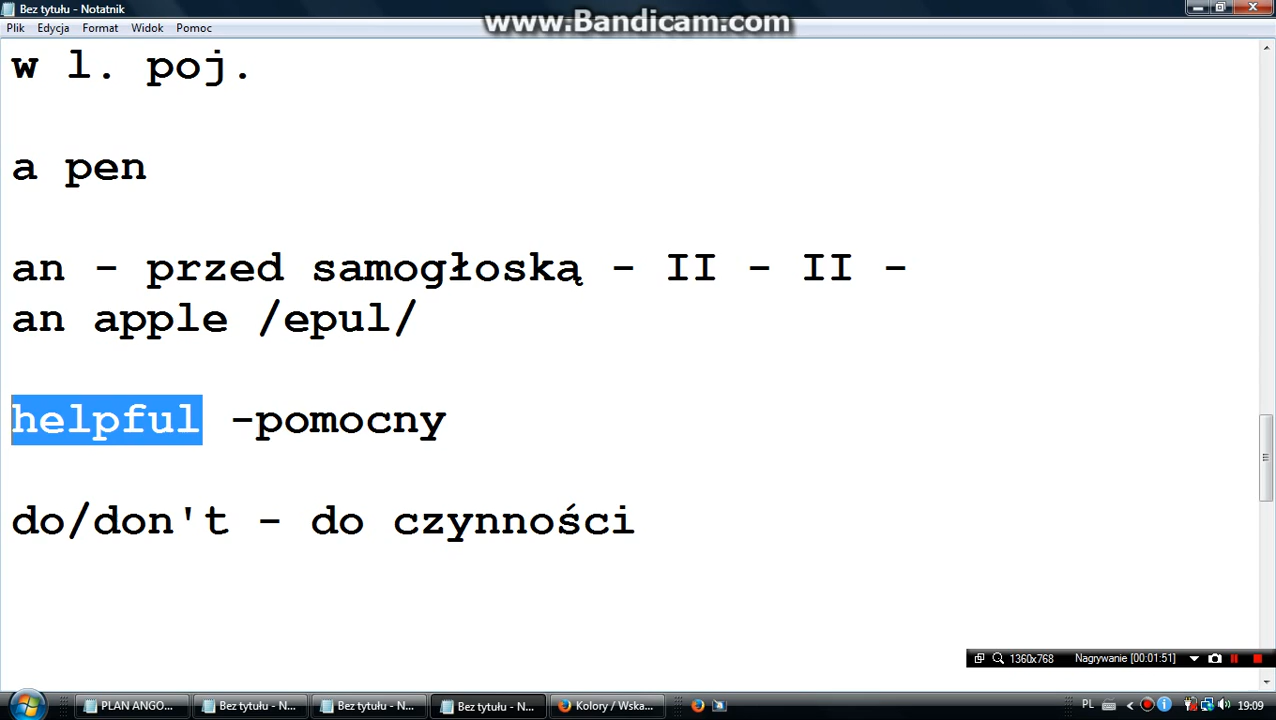 Bez tytułu - Notatnik
www.Bandicam.com
Plik Edycja Format Widok Pomoc
w l. poj.
a pen
an - przed samogłoską - II - II -
an apple /epul/
helpful -pomocny
do/don't - do czynności
1360x768 Nagrywanie [00:01:51]
PLAN ANGO... Bez tytułu - N... Bez tytułu - N... Bez tytułu - N... Kolory / Wska... PL 19:09